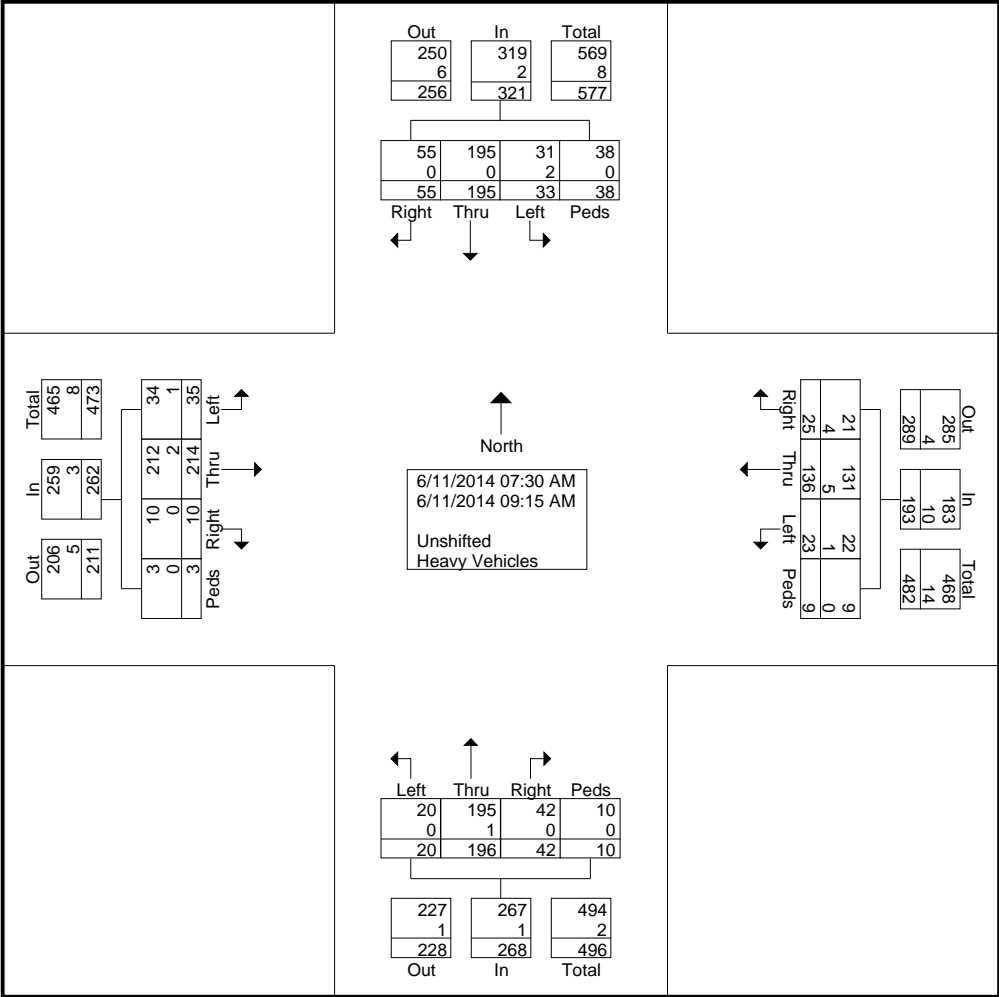 Out In Total
250 319 569
6 2 8
256 321 577
55 195 31 38
0 0 2 0
55 195 33 38
Right Thru Left Peds
Total
465
8
473
In
259
3
262
Out
206
5
211
34
1
35
Left
212
2
214
Thru
10
0
10
Right
3
0
3
Peds
North
6/11/2014 07:30 AM
6/11/2014 09:15 AM
Unshifted
Heavy Vehicles
Right
21
4
25
Thru
131
5
136
Left
22
1
23
Peds
9
0
9
Out
285
4
289
In
183
10
193
Total
468
14
482
Left Thru Right Peds
20 195 42 10
0 1 0 0
20 196 42 10
227 267 494
1 1 2
228 268 496
Out In Total